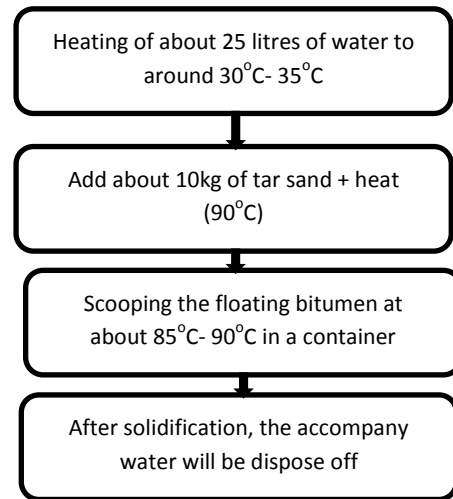 Heating of about 25 litres of water to
around 30°C- 35°C
Add about 10kg of tar sand + heat
(90°C)
Scooping the floating bitumen at
about 85°C- 90°C in a container
After solidification, the accompany
water will be dispose off